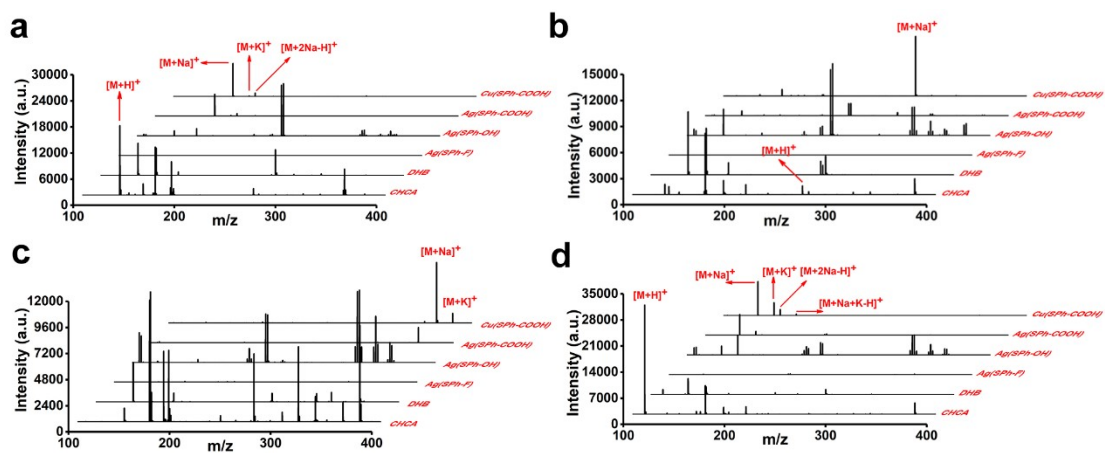 a
[M+H]⁺
[M+Na]⁺
[M+K]⁺
[M+2Na-H]⁺
Intensity (a.u.)
30000
24000
18000
12000
6000
0
100
200
300
400
m/z
Cu(SPh-COOH)
Ag(SPh-COOH)
Ag(SPh-OH)
Ag(SPh-F)
DHB
CHCA
b
[M+Na]⁺
[M+H]⁺
Intensity (a.u.)
15000
12000
9000
6000
3000
0
100
200
300
400
m/z
Cu(SPh-COOH)
Ag(SPh-COOH)
Ag(SPh-OH)
Ag(SPh-F)
DHB
CHCA
c
[M+Na]⁺
[M+K]⁺
Intensity (a.u.)
12000
9600
7200
4800
2400
0
100
200
300
400
m/z
Cu(SPh-COOH)
Ag(SPh-COOH)
Ag(SPh-OH)
Ag(SPh-F)
DHB
CHCA
d
[M+H]⁺
[M+Na]⁺
[M+K]⁺
[M+2Na-H]⁺
[M+Na+K-H]⁺
Intensity (a.u.)
35000
28000
21000
14000
7000
0
100
200
300
400
m/z
Cu(SPh-COOH)
Ag(SPh-COOH)
Ag(SPh-OH)
Ag(SPh-F)
DHB
CHCA